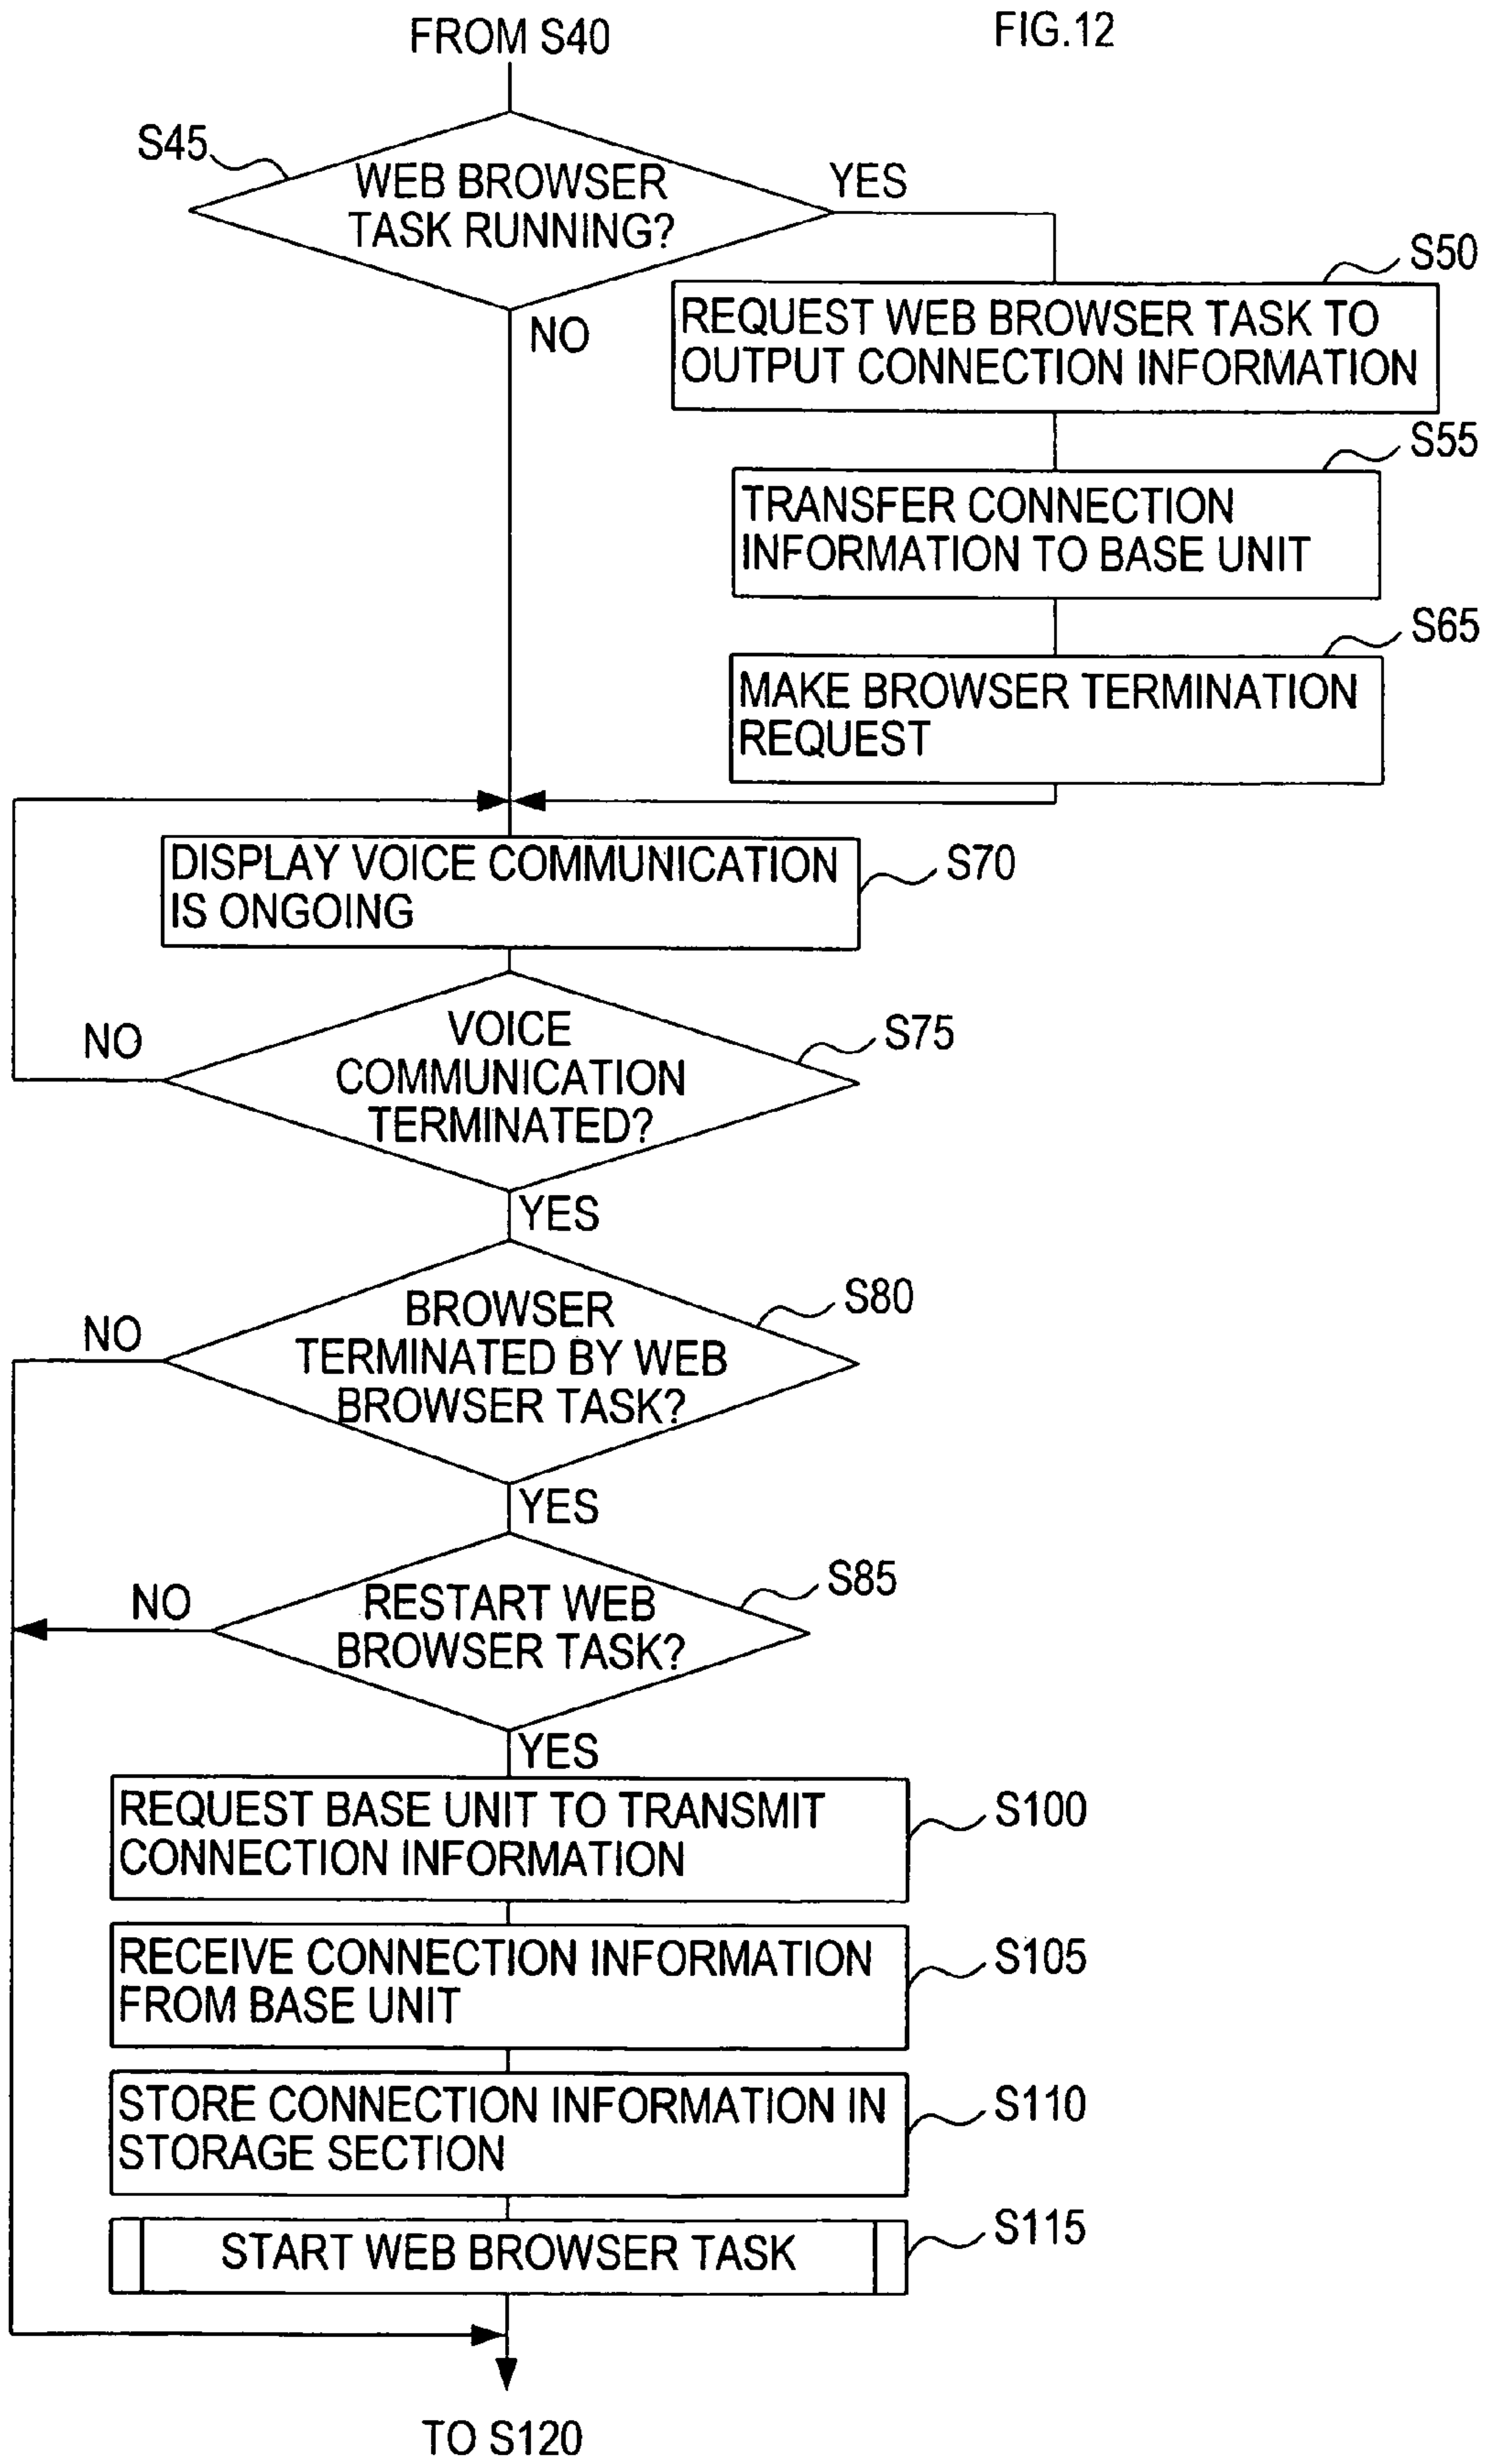 FROM S40
FIG.12
S45
WEB BROWSER
TASK RUNNING?
YES
NO
S50
REQUEST WEB BROWSER TASK TO
OUTPUT CONNECTION INFORMATION
S55
TRANSFER CONNECTION
INFORMATION TO BASE UNIT
S65
MAKE BROWSER TERMINATION
REQUEST
DISPLAY VOICE COMMUNICATION
IS ONGOING
S70
NO
VOICE
COMMUNICATION
TERMINATED?
S75
YES
NO
BROWSER
TERMINATED BY WEB
BROWSER TASK?
S80
YES
NO
RESTART WEB
BROWSER TASK?
S85
YES
REQUEST BASE UNIT TO TRANSMIT
CONNECTION INFORMATION
S100
RECEIVE CONNECTION INFORMATION
FROM BASE UNIT
S105
STORE CONNECTION INFORMATION IN
STORAGE SECTION
S110
START WEB BROWSER TASK
S115
TO S120